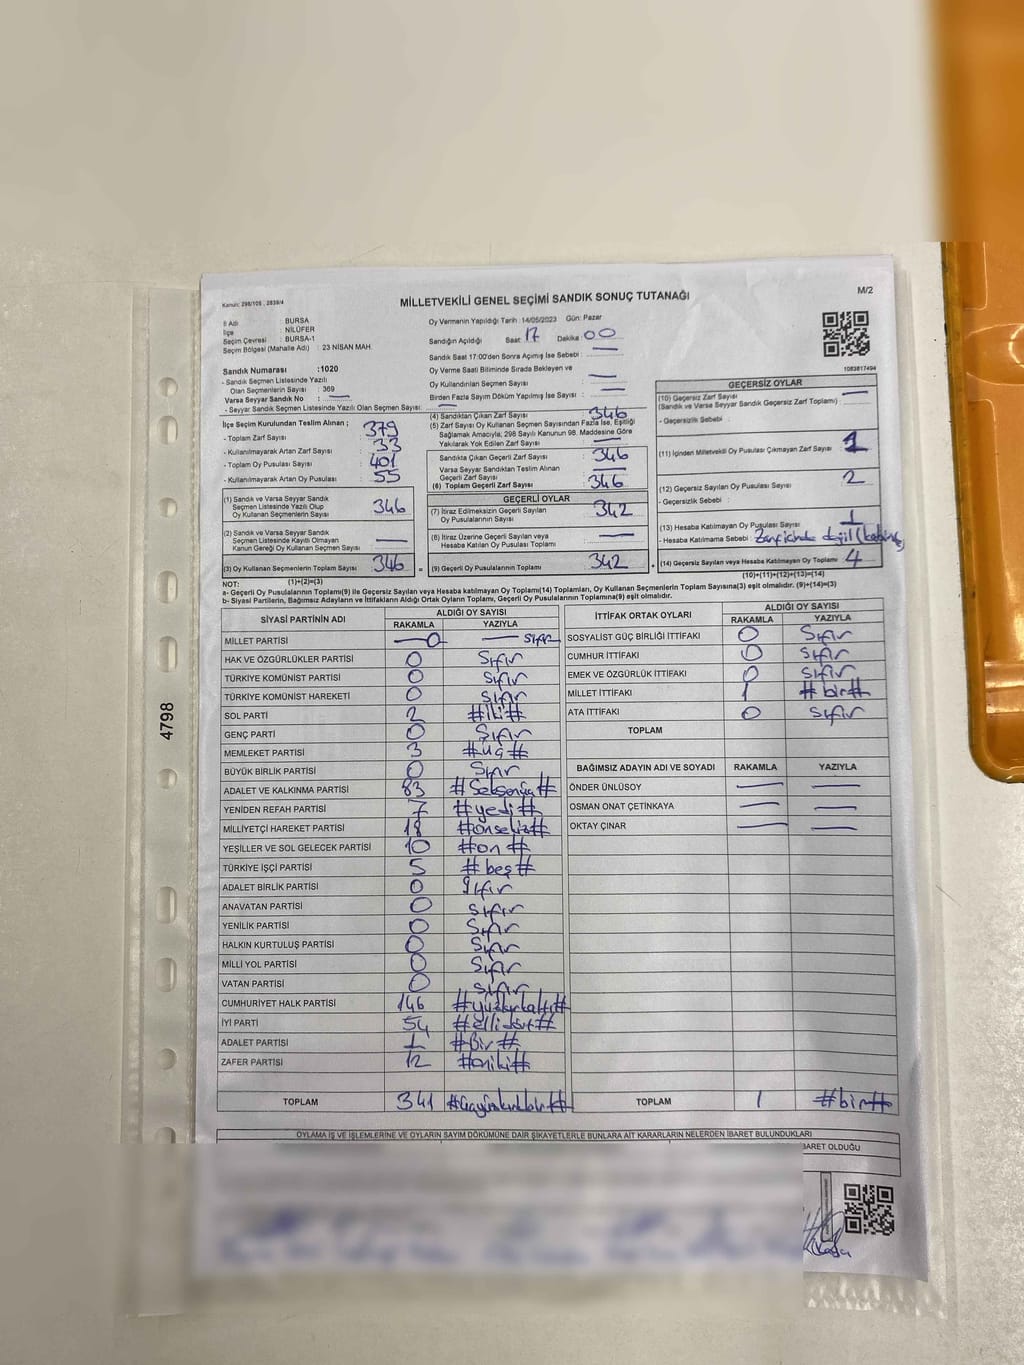 Kanun: 298/105 , 2839/4
MİLLETVEKİLİ GENEL SEÇİMİ SANDIK SONUÇ TUTANAĞI
M/2
İl Adı : BURSA
İlçe : NİLÜFER
Seçim Çevresi : BURSA-1
Seçim Bölgesi (Mahalle Adı) : 23 NİSAN MAH.
Oy Vermenin Yapıldığı Tarih :14/05/2023 Gün: Pazar
Sandığın Açıldığı Saat: 17 Dakika: 00
Sandık Saat 17:00'den Sonra Açılmış İse Sebebi : —
Oy Verme Saati Bitiminde Sırada Bekleyen ve
Oy Kullandırılan Seçmen Sayısı : —
Birden Fazla Sayım Döküm Yapılmış İse Sayısı : —
1083817494
Sandık Numarası :1020
- Sandık Seçmen Listesinde Yazılı
Olan Seçmenlerin Sayısı : 369
Varsa Seyyar Sandık No : —
- Seyyar Sandık Seçmen Listesinde Yazılı Olan Seçmen Sayısı: —
İlçe Seçim Kurulundan Teslim Alınan ;
- Toplam Zarf Sayısı : 379
- Kullanılmayarak Artan Zarf Sayısı : 33
- Toplam Oy Pusulası Sayısı : 401
- Kullanılmayarak Artan Oy Pusulası : 55
(1) Sandık ve Varsa Seyyar Sandık
Seçmen Listesinde Yazılı Olup
Oy Kullanan Seçmenlerin Sayısı : 346
(2) Sandık ve Varsa Seyyar Sandık
Seçmen Listesinde Kayıtlı Olmayan
Kanun Gereği Oy Kullanan Seçmen Sayısı : —
(3) Oy Kullanan Seçmenlerin Toplam Sayısı : 346
(4) Sandıktan Çıkan Zarf Sayısı : 346
(5) Zarf Sayısı Oy Kullanan Seçmen Sayısından Fazla İse, Eşitliği
Sağlamak Amacıyla, 298 Sayılı Kanunun 98. Maddesine Göre
Yakılarak Yok Edilen Zarf Sayısı : —
Sandıkta Çıkan Geçerli Zarf Sayısı : 346
Varsa Seyyar Sandıktan Teslim Alınan
Geçerli Zarf Sayısı : —
(6) Toplam Geçerli Zarf Sayısı : 346
GEÇERLİ OYLAR
(7) İtiraz Edilmeksizin Geçerli Sayılan
Oy Pusulalarının Sayısı : 342
(8) İtiraz Üzerine Geçerli Sayılan veya
Hesaba Katılan Oy Pusulaları Toplamı : —
= (9) Geçerli Oy Pusulalarının Toplamı : 342
GEÇERSİZ OYLAR
(10) Geçersiz Zarf Sayısı : —
(Sandık ve Varsa Seyyar Sandık Geçersiz Zarf Toplamı)
- Geçersizlik Sebebi :
(11) İçinden Milletvekili Oy Pusulası Çıkmayan Zarf Sayısı : 1
(12) Geçersiz Sayılan Oy Pusulası Sayısı : 2
- Geçersizlik Sebebi :
(13) Hesaba Katılmayan Oy Pusulası Sayısı : 1
- Hesaba Katılmama Sebebi : Zarf içinde değil
+ (14) Geçersiz Sayılan veya Hesaba Katılmayan Oy Toplamı : 4
NOT: (1)+(2)=(3)
(10)+(11)+(12)+(13)=(14)
a- Geçerli Oy Pusulalarının Toplamı(9) ile Geçersiz Sayılan veya Hesaba katılmayan Oy Toplamı(14) Toplamları, Oy Kullanan Seçmenlerin Toplam Sayısına(3) eşit olmalıdır. (9)+(14)=(3)
b- Siyasi Partilerin, Bağımsız Adayların ve İttifakların Aldığı Ortak Oyların Toplamı, Geçerli Oy Pusulalarının Toplamına(9) eşit olmalıdır.
SİYASİ PARTİNİN ADI ALDIĞI OY SAYISI
RAKAMLA YAZIYLA
MİLLET PARTİSİ —0 — sıfır
HAK VE ÖZGÜRLÜKLER PARTİSİ 0 Sıfır
TÜRKİYE KOMÜNİST PARTİSİ 0 Sıfır
TÜRKİYE KOMÜNİST HAREKETİ 0 Sıfır
SOL PARTİ 2 #iki#
GENÇ PARTİ 0 Sıfır
MEMLEKET PARTİSİ 3 #üç#
BÜYÜK BİRLİK PARTİSİ 0 Sıfır
ADALET VE KALKINMA PARTİSİ 83 #Seksenüç#
YENİDEN REFAH PARTİSİ 7 #yedi#
MİLLİYETÇİ HAREKET PARTİSİ 18 #onsekiz#
YEŞİLLER VE SOL GELECEK PARTİSİ 10 #on#
TÜRKİYE İŞÇİ PARTİSİ 5 #beş#
ADALET BİRLİK PARTİSİ 0 Sıfır
ANAVATAN PARTİSİ 0 Sıfır
YENİLİK PARTİSİ 0 Sıfır
HALKIN KURTULUŞ PARTİSİ 0 Sıfır
MİLLİ YOL PARTİSİ 0 Sıfır
VATAN PARTİSİ 0 Sıfır
CUMHURİYET HALK PARTİSİ 146 #yüzkırkaltı#
İYİ PARTİ 54 #ellidört#
ADALET PARTİSİ 1 #Bir#
ZAFER PARTİSİ 12 #oniki#
TOPLAM 341 #üçyüzkırkbir#
İTTİFAK ORTAK OYLARI ALDIĞI OY SAYISI
RAKAMLA YAZIYLA
SOSYALİST GÜÇ BİRLİĞİ İTTİFAKI 0 Sıfır
CUMHUR İTTİFAKI 0 Sıfır
EMEK VE ÖZGÜRLÜK İTTİFAKI 0 Sıfır
MİLLET İTTİFAKI 1 #bir#
ATA İTTİFAKI 0 Sıfır
TOPLAM
BAĞIMSIZ ADAYIN ADI VE SOYADI RAKAMLA YAZIYLA
ÖNDER ÜNLÜSOY — —
OSMAN ONAT ÇETİNKAYA — —
OKTAY ÇINAR — —
TOPLAM 1 #bir#
OYLAMA İŞ VE İŞLEMLERİNE VE OYLARIN SAYIM DÖKÜMÜNE DAİR ŞİKAYETLERLE BUNLARA AİT KARARLARIN NELERDEN İBARET BULUNDUKLARI
BARET OLDUĞU
4798